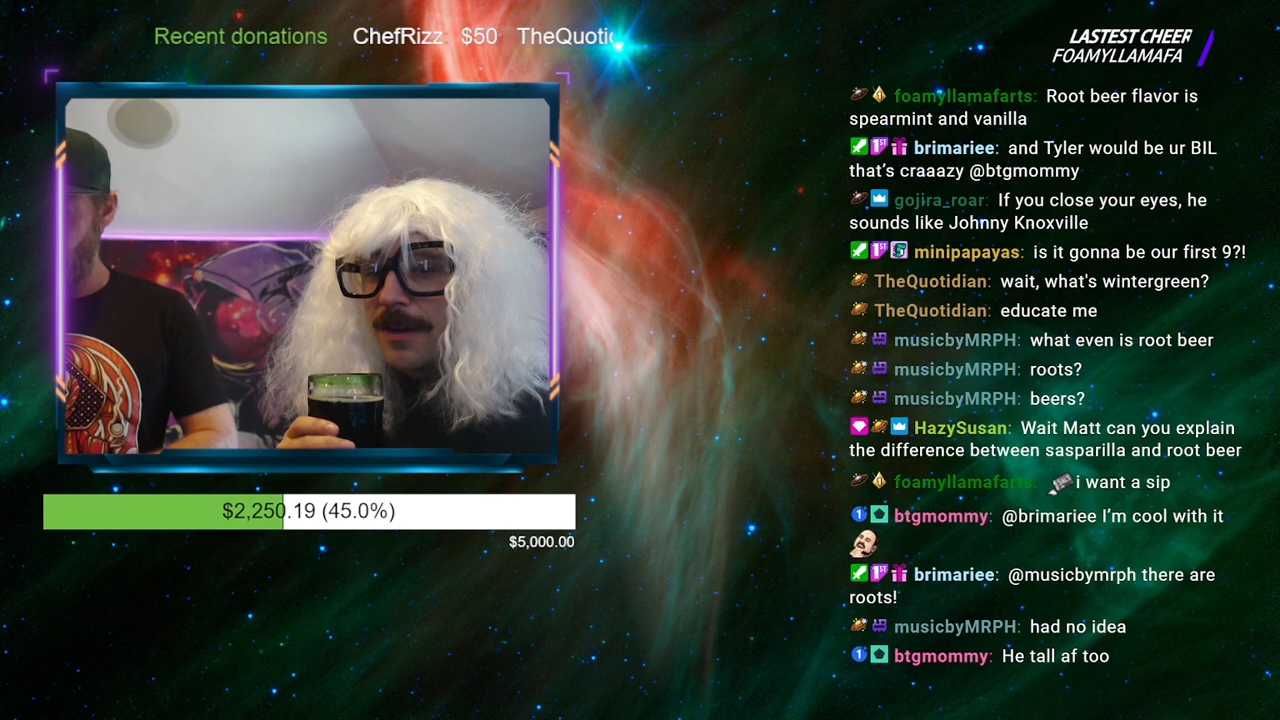 Recent donations ChefRizz $50 TheQuotic
LASTEST CHEER
FOAMYLLAMAFA
foamyllamafarts: Root beer flavor is
spearmint and vanilla
brimariee: and Tyler would be ur BIL
that's craaazy @btgmommy
gojira_roar: If you close your eyes, he
sounds like Johnny Knoxville
minipapayas: is it gonna be our first 9?!
TheQuotidian: wait, what's wintergreen?
TheQuotidian: educate me
musicbyMRPH: what even is root beer
musicbyMRPH: roots?
musicbyMRPH: beers?
HazySusan: Wait Matt can you explain
the difference between sasparilla and root beer
foamyllamafarts: i want a sip
btgmommy: @brimariee I'm cool with it
brimariee: @musicbymrph there are
roots!
musicbyMRPH: had no idea
btgmommy: He tall af too
$2,250.19 (45.0%)
$5,000.00